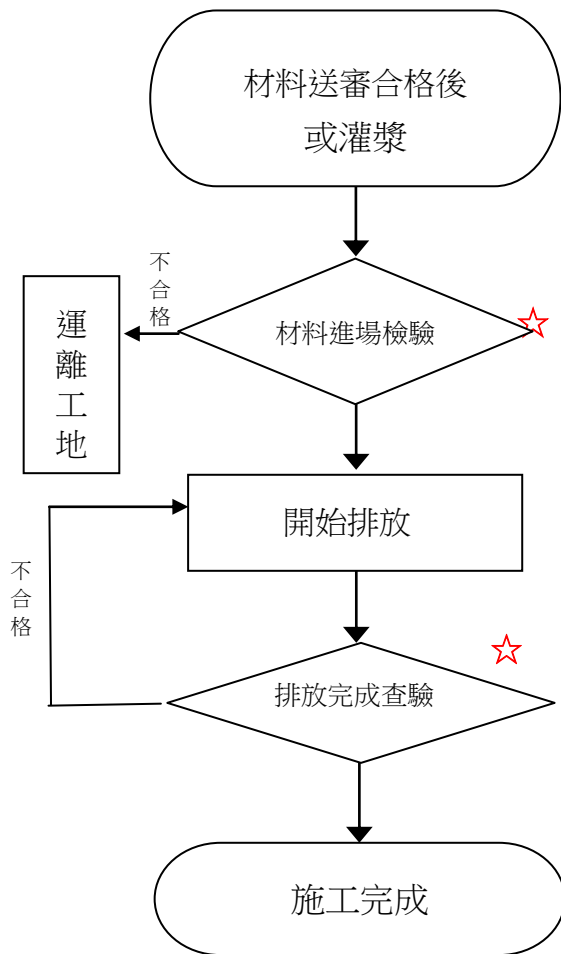 材料送審合格後
或灌漿
不合格
材料進場檢驗
運離工地
開始排放
不合格
排放完成查驗
施工完成